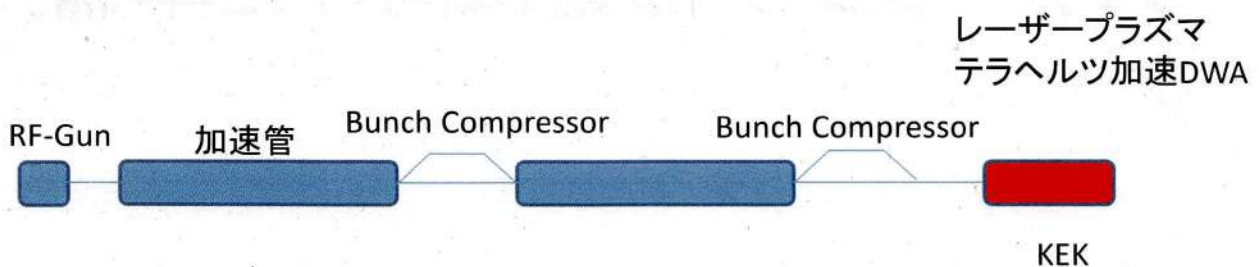 レーザープラズマ
テラヘルツ加速DWA
RF-Gun
加速管
Bunch Compressor
Bunch Compressor
KEK